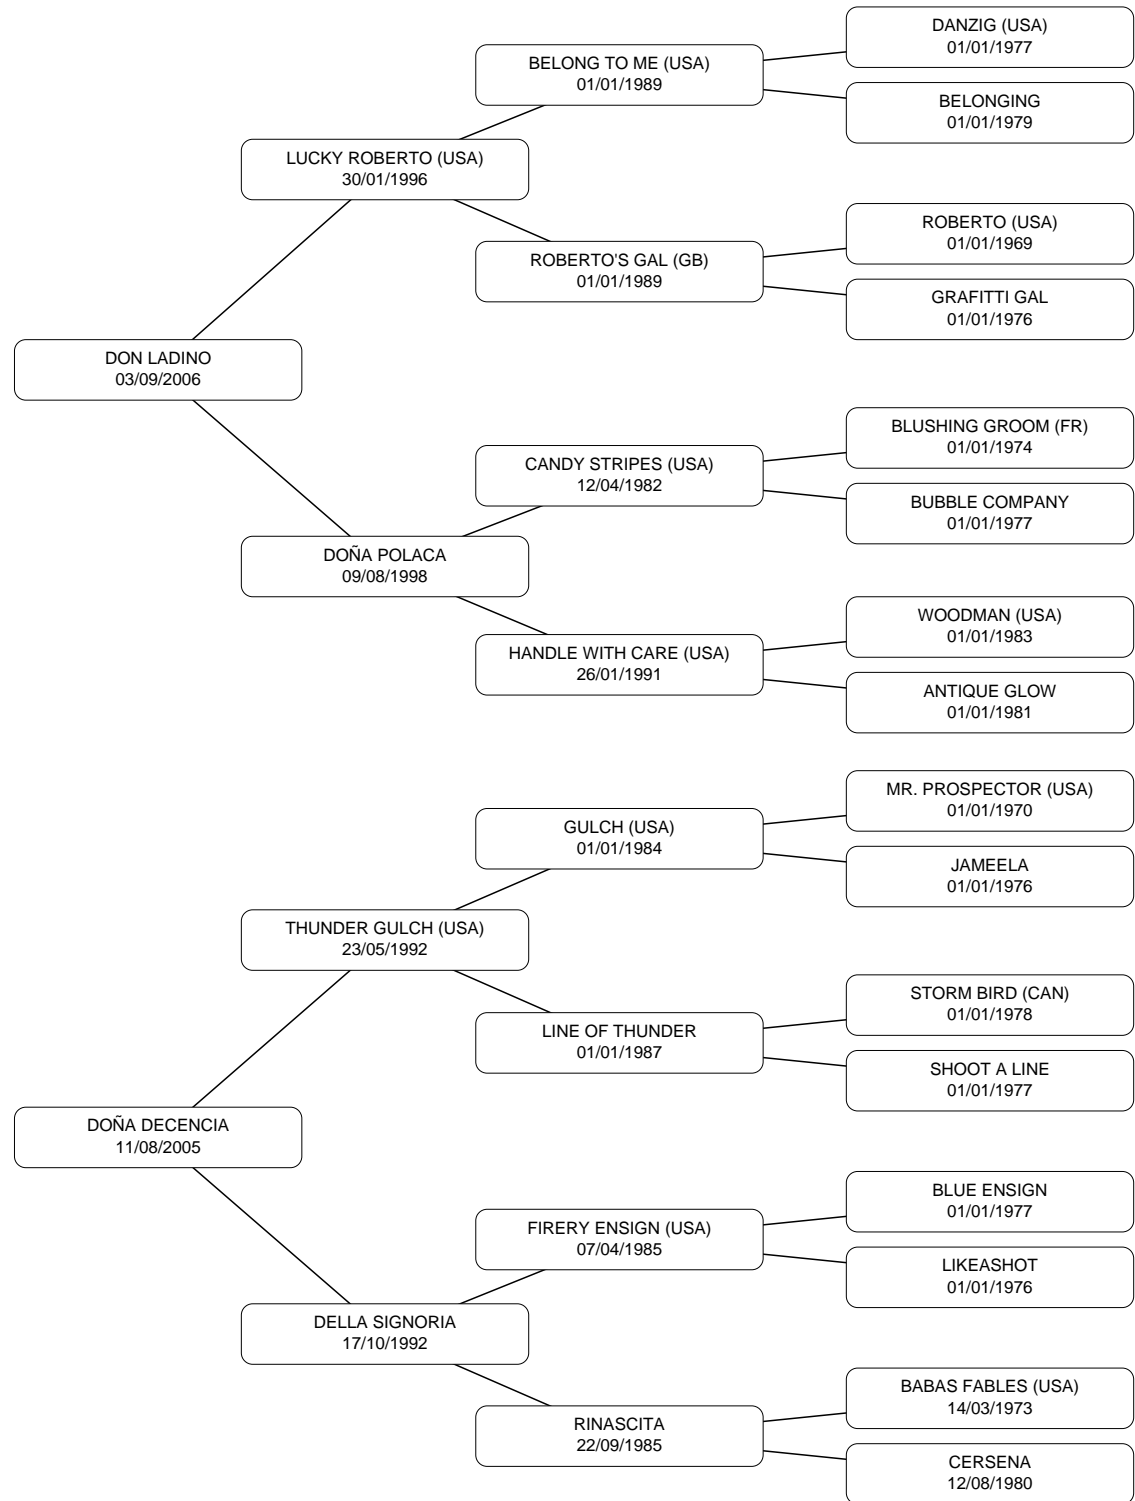 DANZIG (USA)
01/01/1977
BELONG TO ME (USA)
01/01/1989
BELONGING
01/01/1979
LUCKY ROBERTO (USA)
30/01/1996
ROBERTO (USA)
01/01/1969
ROBERTO'S GAL (GB)
01/01/1989
GRAFITTI GAL
01/01/1976
DON LADINO
03/09/2006
BLUSHING GROOM (FR)
01/01/1974
CANDY STRIPES (USA)
12/04/1982
BUBBLE COMPANY
01/01/1977
DOÑA POLACA
09/08/1998
WOODMAN (USA)
01/01/1983
HANDLE WITH CARE (USA)
26/01/1991
ANTIQUE GLOW
01/01/1981
MR. PROSPECTOR (USA)
01/01/1970
GULCH (USA)
01/01/1984
JAMEELA
01/01/1976
THUNDER GULCH (USA)
23/05/1992
STORM BIRD (CAN)
01/01/1978
LINE OF THUNDER
01/01/1987
SHOOT A LINE
01/01/1977
DOÑA DECENCIA
11/08/2005
BLUE ENSIGN
01/01/1977
FIRERY ENSIGN (USA)
07/04/1985
LIKEASHOT
01/01/1976
DELLA SIGNORIA
17/10/1992
BABAS FABLES (USA)
14/03/1973
RINASCITA
22/09/1985
CERSENA
12/08/1980